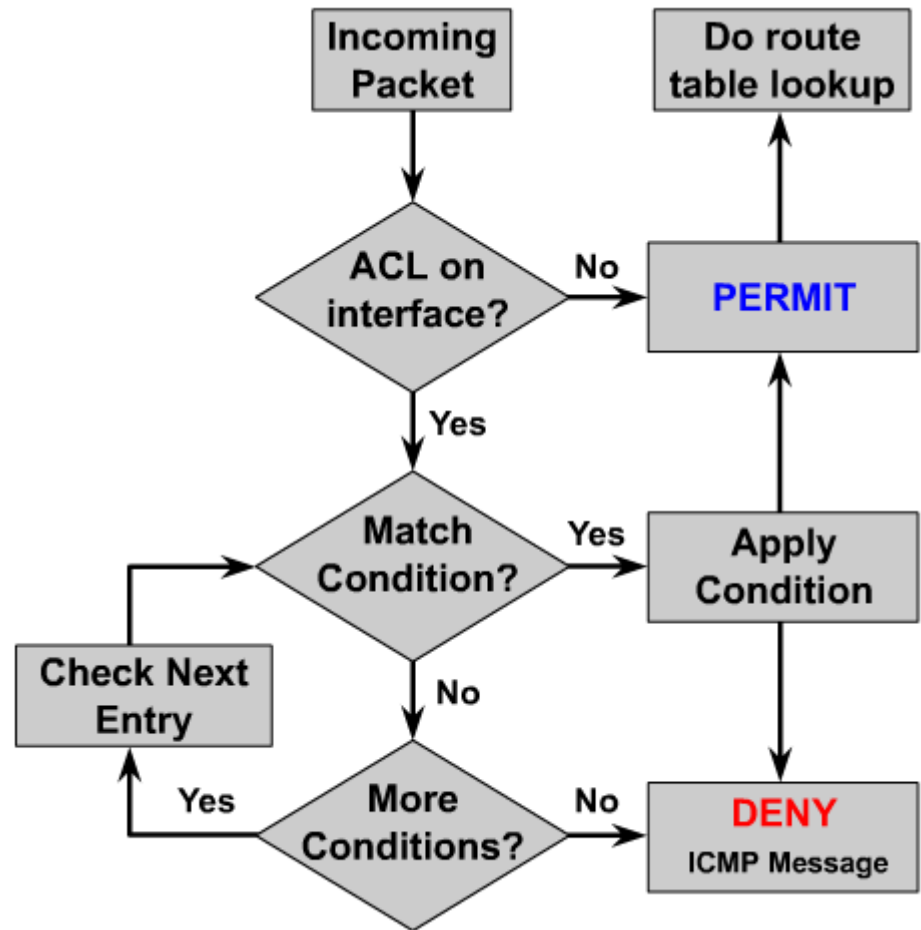 Incoming
Packet
Do route
table lookup
ACL on
interface?
No
PERMIT
Yes
Match
Condition?
Yes
Apply
Condition
Check Next
Entry
No
Yes
More
Conditions?
No
DENY
ICMP Message